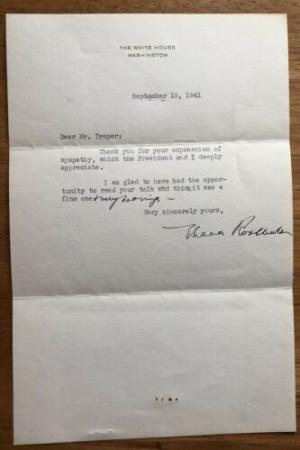 THE WHITE HOUSE
WASHINGTON
September 19, 1941
Dear Mr. Troper:
Thank you for your expression of
sympathy, which the President and I deeply
appreciate.
I am glad to have had the oppor-
tunity to read your talk and think it was a
fine one & very
Very sincerely yours,
Eleanor Roosevelt